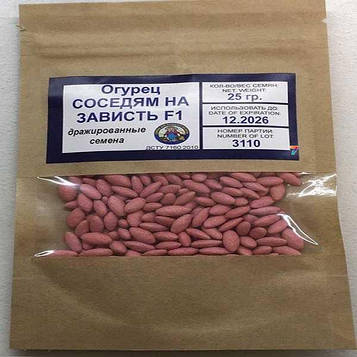 Огурец
СОСЕДЯМ НА
ЗАВИСТЬ F1
дражированные
семена
ДСТУ 7160 2010
КОЛ-ВО/ВЕС СЕМЯН:
NET. WEIGHT:
25 гр.
ИСПОЛЬЗОВАТЬ ДО:
DATE OF EXPIRATION:
12.2026
НОМЕР ПАРТИИ
NUMBER OF LOT
3110